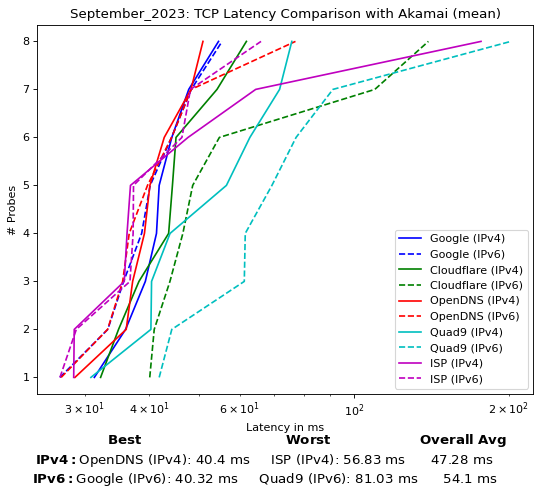 September_2023: TCP Latency Comparison with Akamai (mean)
8
7
6
5
4
3
2
1
# Probes
Google (IPv4)
Google (IPv6)
Cloudflare (IPv4)
Cloudflare (IPv6)
OpenDNS (IPv4)
OpenDNS (IPv6)
Quad9 (IPv4)
Quad9 (IPv6)
ISP (IPv4)
ISP (IPv6)
3 × 10¹ 4 × 10¹ 6 × 10¹ 10² 2 × 10²
Latency in ms
Best Worst Overall Avg
IPv4: OpenDNS (IPv4): 40.4 ms ISP (IPv4): 56.83 ms 47.28 ms
IPv6: Google (IPv6): 40.32 ms Quad9 (IPv6): 81.03 ms 54.1 ms